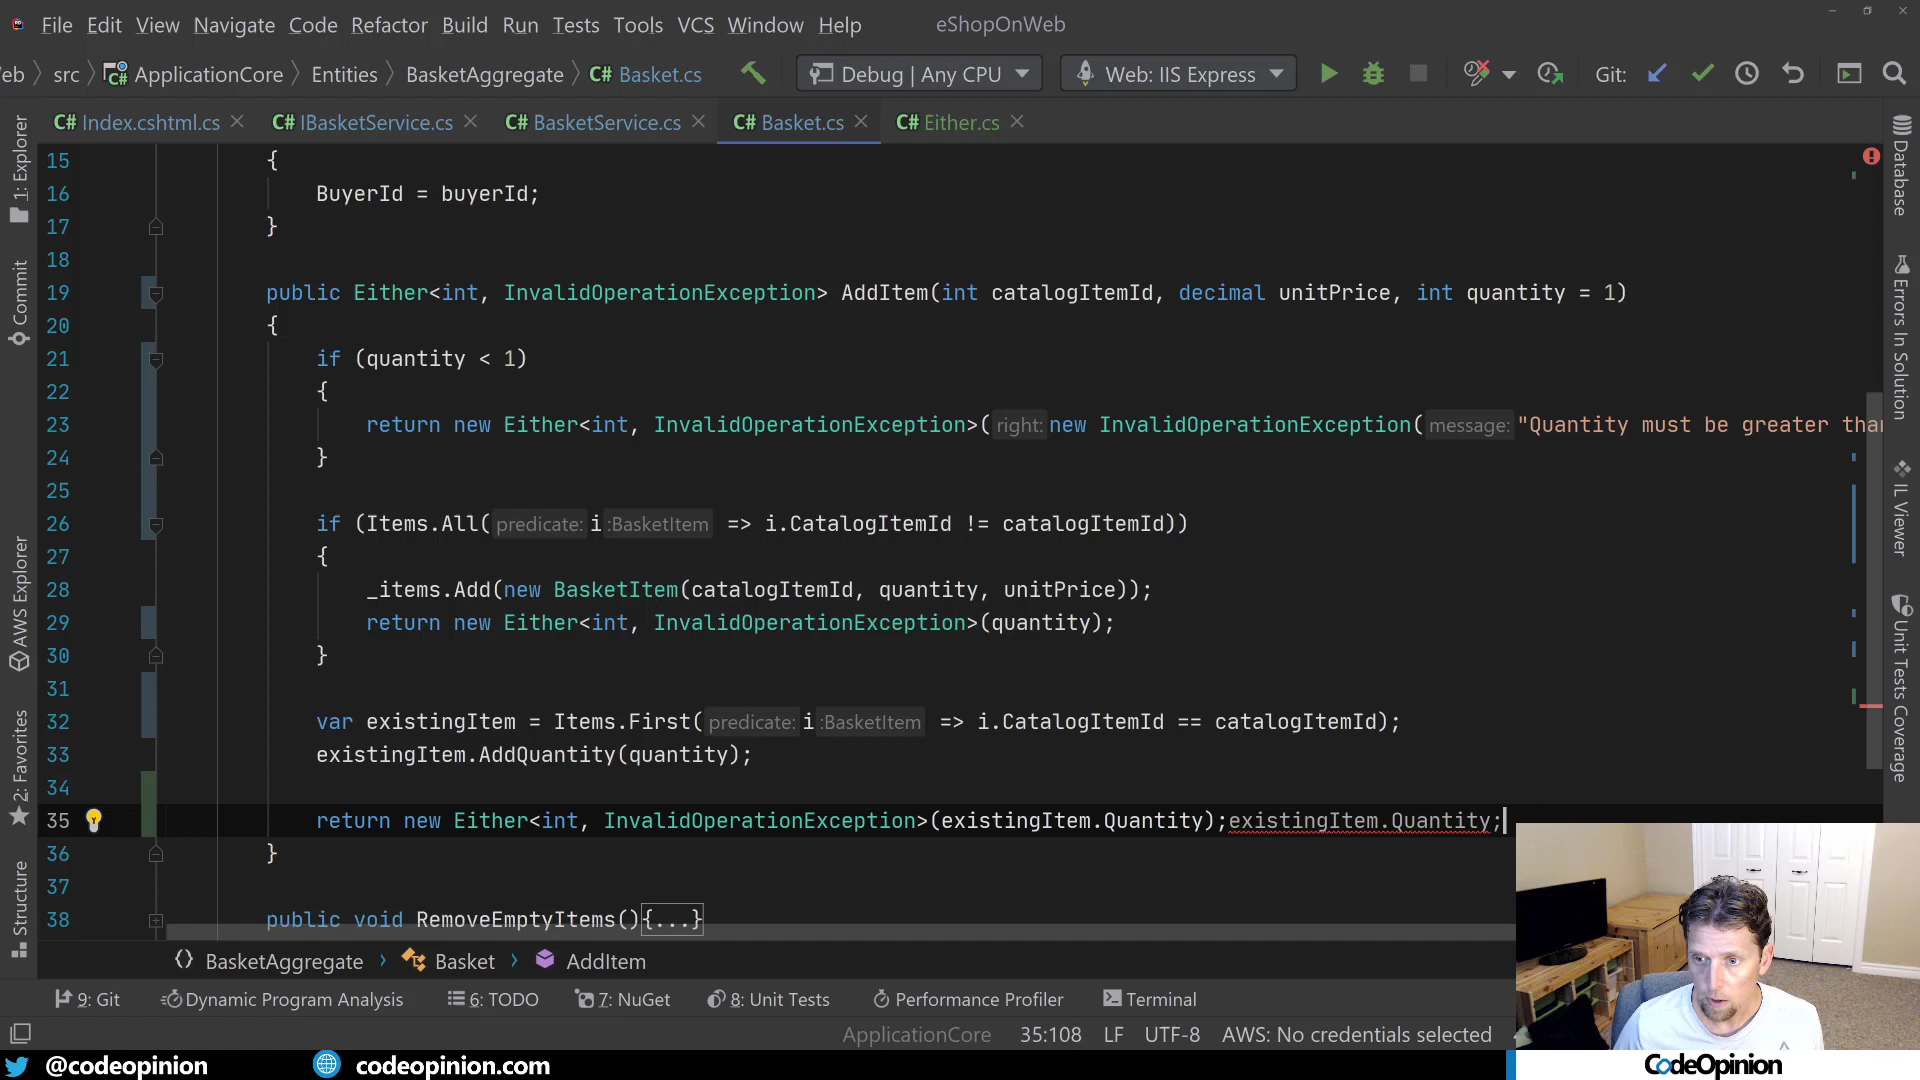 File Edit View Navigate Code Refactor Build Run Tests Tools VCS Window Help eShopOnWeb
eb src ApplicationCore Entities BasketAggregate C# Basket.cs Debug | Any CPU Web: IIS Express Git:
C# Index.cshtml.cs C# IBasketService.cs C# BasketService.cs C# Basket.cs C# Either.cs
1: Explorer
Commit
AWS Explorer
2: Favorites
Structure
15 {
16 BuyerId = buyerId;
17 }
18
19 public Either<int, InvalidOperationException> AddItem(int catalogItemId, decimal unitPrice, int quantity = 1)
20 {
21 if (quantity < 1)
22 {
23 return new Either<int, InvalidOperationException>( right: new InvalidOperationException( message: "Quantity must be greater than
24 }
25
26 if (Items.All( predicate: i :BasketItem => i.CatalogItemId != catalogItemId))
27 {
28 _items.Add(new BasketItem(catalogItemId, quantity, unitPrice));
29 return new Either<int, InvalidOperationException>(quantity);
30 }
31
32 var existingItem = Items.First( predicate: i :BasketItem => i.CatalogItemId == catalogItemId);
33 existingItem.AddQuantity(quantity);
34
35 return new Either<int, InvalidOperationException>(existingItem.Quantity);existingItem.Quantity;
36 }
37
38 public void RemoveEmptyItems(){...}
Database
Errors In Solution
IL Viewer
Unit Tests Coverage
BasketAggregate Basket AddItem
9: Git Dynamic Program Analysis 6: TODO 7: NuGet 8: Unit Tests Performance Profiler Terminal
ApplicationCore 35:108 LF UTF-8 AWS: No credentials selected
@codeopinion codeopinion.com CodeOpinion